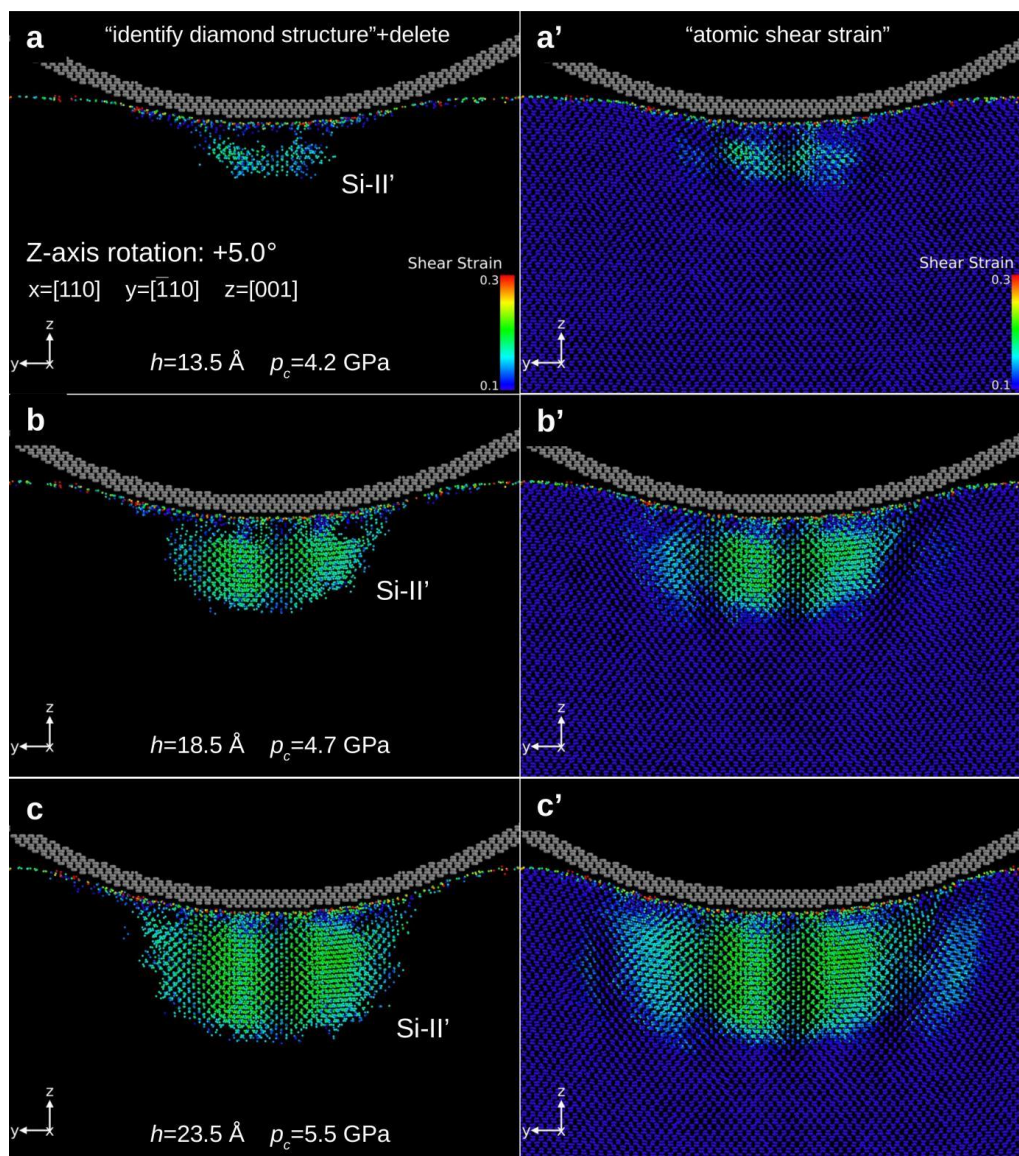 a
“identify diamond structure”+delete
Si-II’
Z-axis rotation: +5.0°
x=[110] y=[1̅10] z=[001]
Shear Strain
0.3
0.1
z
y
x
h=13.5 Å p_c=4.2 GPa
a’
“atomic shear strain”
Shear Strain
0.3
0.1
z
y
x
b
Si-II’
z
y
x
h=18.5 Å p_c=4.7 GPa
b’
z
y
x
c
Si-II’
z
y
x
h=23.5 Å p_c=5.5 GPa
c’
z
y
x